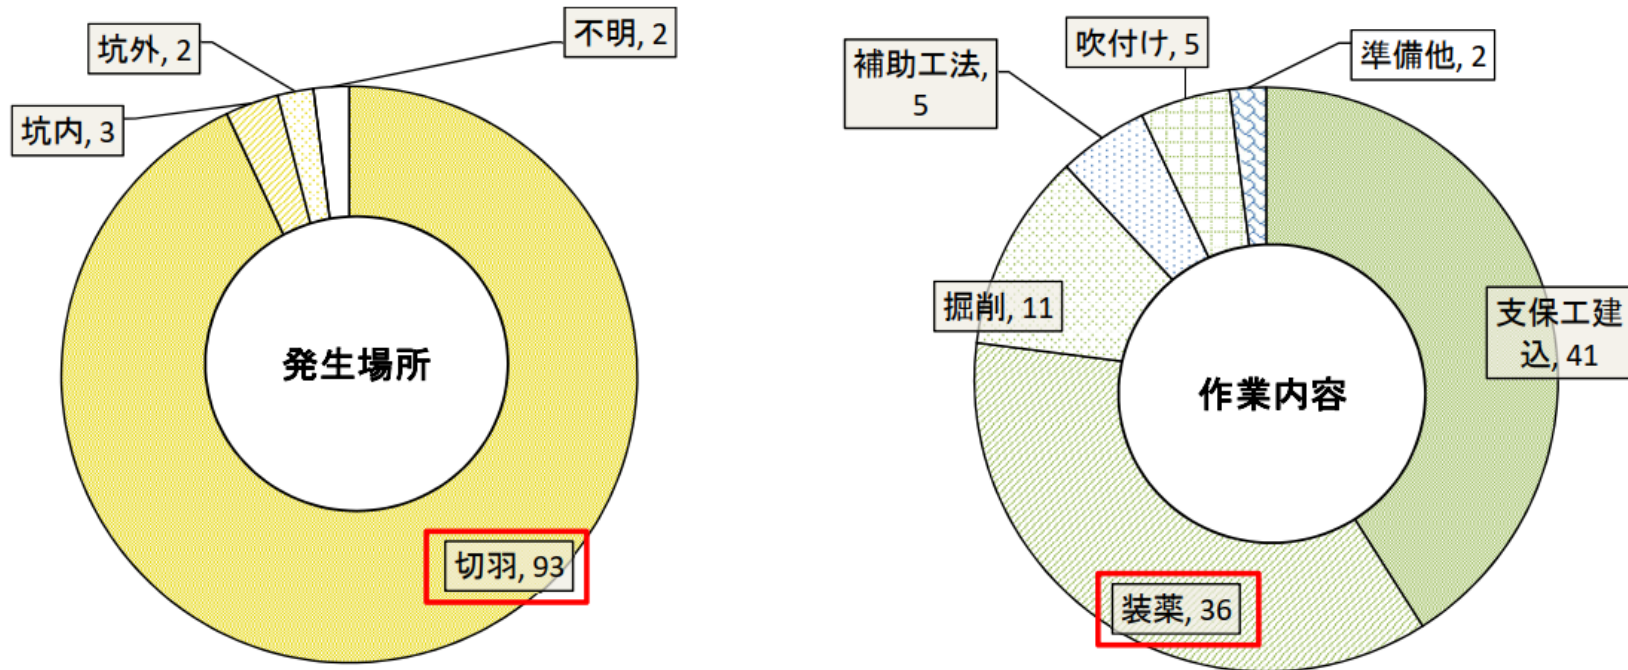 坑外, 2
不明, 2
坑内, 3
発生場所
切羽, 93
補助工法,
5
吹付け, 5
準備他, 2
掘削, 11
支保工建
込, 41
作業内容
装薬, 36